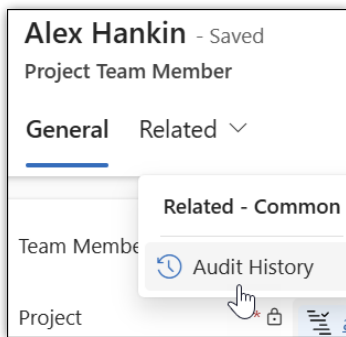 Alex Hankin - Saved
Project Team Member
General Related
Related - Common
Team Membe
Audit History
Project *